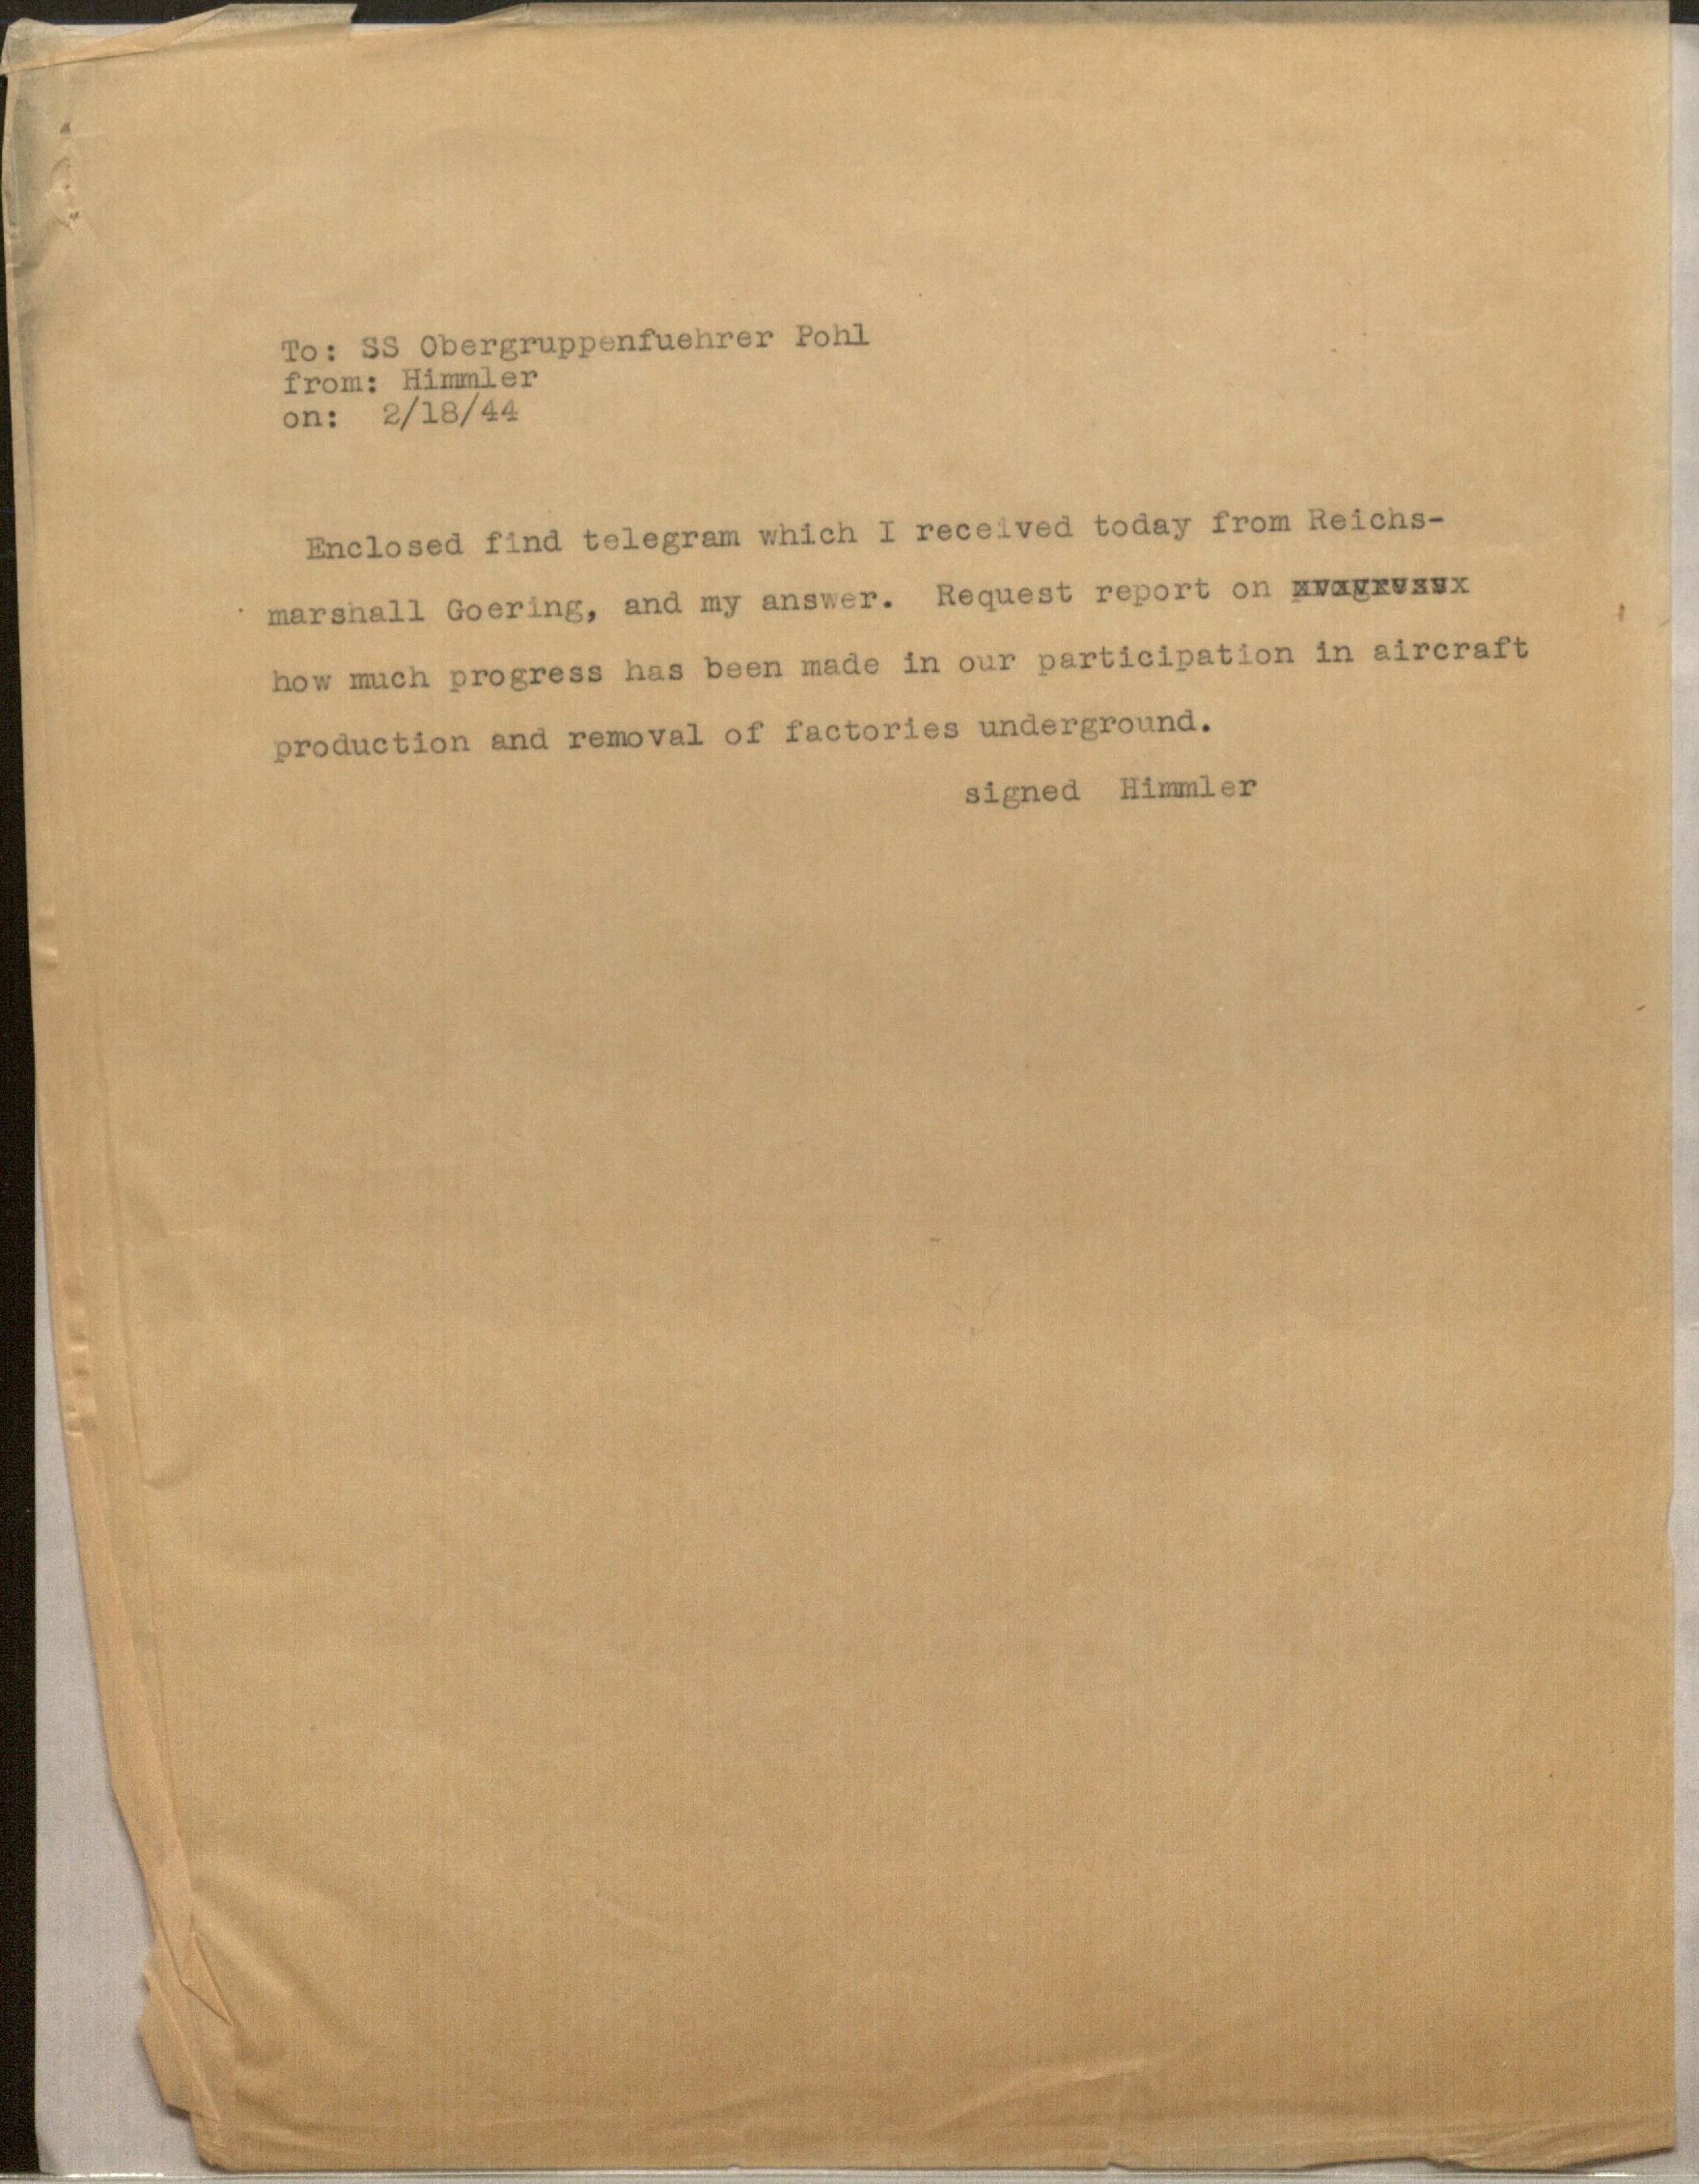 To: SS Obergruppenfuehrer Pohl
from: Himmler
on: 2/18/44
Enclosed find telegram which I received today from Reichs-
marshall Goering, and my answer. Request report on
how much progress has been made in our participation in aircraft
production and removal of factories underground.
signed Himmler